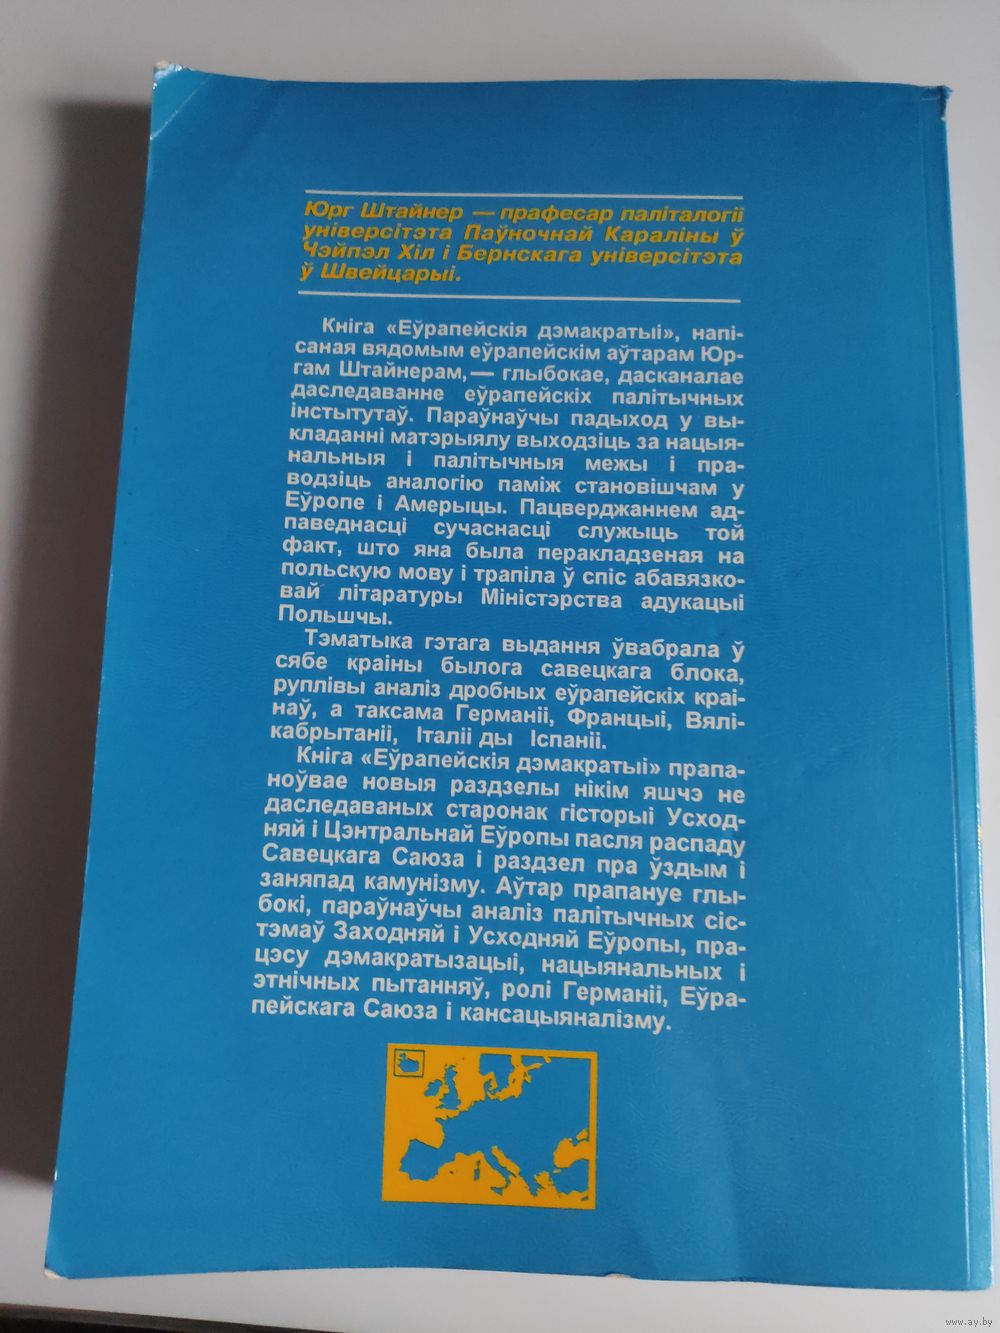 Юрг Штайнер — прафесар паліталогіі
універсітэта Паўночнай Караліны ў
Чэйпэл Хіл і Бернскага універсітэта
ў Швейцарыі.
Кніга «Еўрапейскія дэмакратыі», напі-
саная вядомым еўрапейскім аўтарам Юр-
гам Штайнерам,— глыбокае, дасканалае
даследаванне еўрапейскіх палітычных
інстытутаў. Параўнаўчы падыход у вы-
кладанні матэрыялу выходзіць за нацыя-
нальныя і палітычныя межы і пра-
водзіць аналогію паміж становішчам у
Еўропе і Амерыцы. Пацверджаннем ад-
паведнасці сучаснасці служыць той
факт, што яна была перакладзеная на
польскую мову і трапіла ў спіс абавязко-
вай літаратуры Міністэрства адукацыі
Польшчы.
Тэматыка гэтага выдання ўвабрала ў
сябе краіны былога савецкага блока,
руплівы аналіз дробных еўрапейскіх краі-
наў, а таксама Германіі, Францыі, Вялі-
кабрытаніі, Італіі ды Іспаніі.
Кніга «Еўрапейскія дэмакратыі» прапа-
ноўвае новыя раздзелы нікім яшчэ не
даследаваных старонак гісторыі Усход-
няй і Цэнтральнай Еўропы пасля распаду
Савецкага Саюза і раздзел пра ўздым і
заняпад камунізму. Аўтар прапануе глы-
бокі, параўнаўчы аналіз палітычных сіс-
тэмаў Заходняй і Усходняй Еўропы, пра-
цэсу дэмакратызацыі, нацыянальных і
этнічных пытанняў, ролі Германіі, Еўра-
пейскага Саюза і кансацыяналізму.
www.ay.by